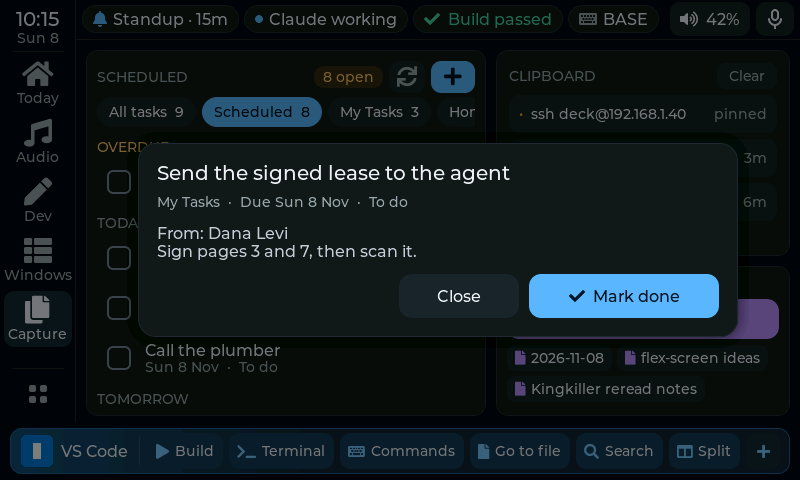 10:15
Sun 8
Standup · 15m
Claude working
Build passed
BASE
42%
Today
Audio
Dev
Windows
Capture
SCHEDULED
8 open
All tasks 9
Scheduled 8
My Tasks 3
Hor
OVERD
TODA
CLIPBOARD
Clear
ssh deck@192.168.1.40
pinned
3m
6m
Send the signed lease to the agent
My Tasks · Due Sun 8 Nov · To do
From: Dana Levi
Sign pages 3 and 7, then scan it.
Close
Mark done
Call the plumber
Sun 8 Nov · To do
TOMORROW
2026-11-08
flex-screen ideas
Kingkiller reread notes
VS Code
Build
Terminal
Commands
Go to file
Search
Split